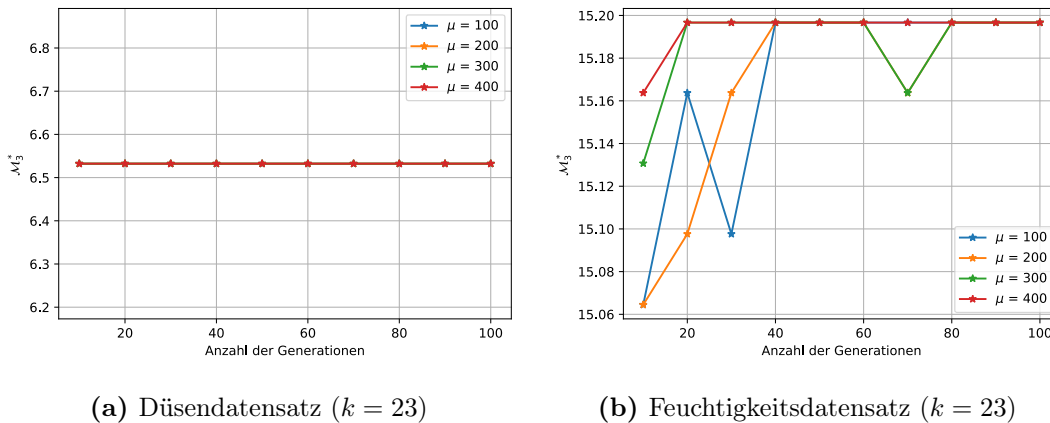 6.8
6.7
6.6
6.5
6.4
6.3
6.2
M₃*
20 40 60 80 100
Anzahl der Generationen
μ = 100
μ = 200
μ = 300
μ = 400
(a) Düsendatensatz (k = 23)
15.20
15.18
15.16
15.14
15.12
15.10
15.08
15.06
M₃*
20 40 60 80 100
Anzahl der Generationen
μ = 100
μ = 200
μ = 300
μ = 400
(b) Feuchtigkeitsdatensatz (k = 23)